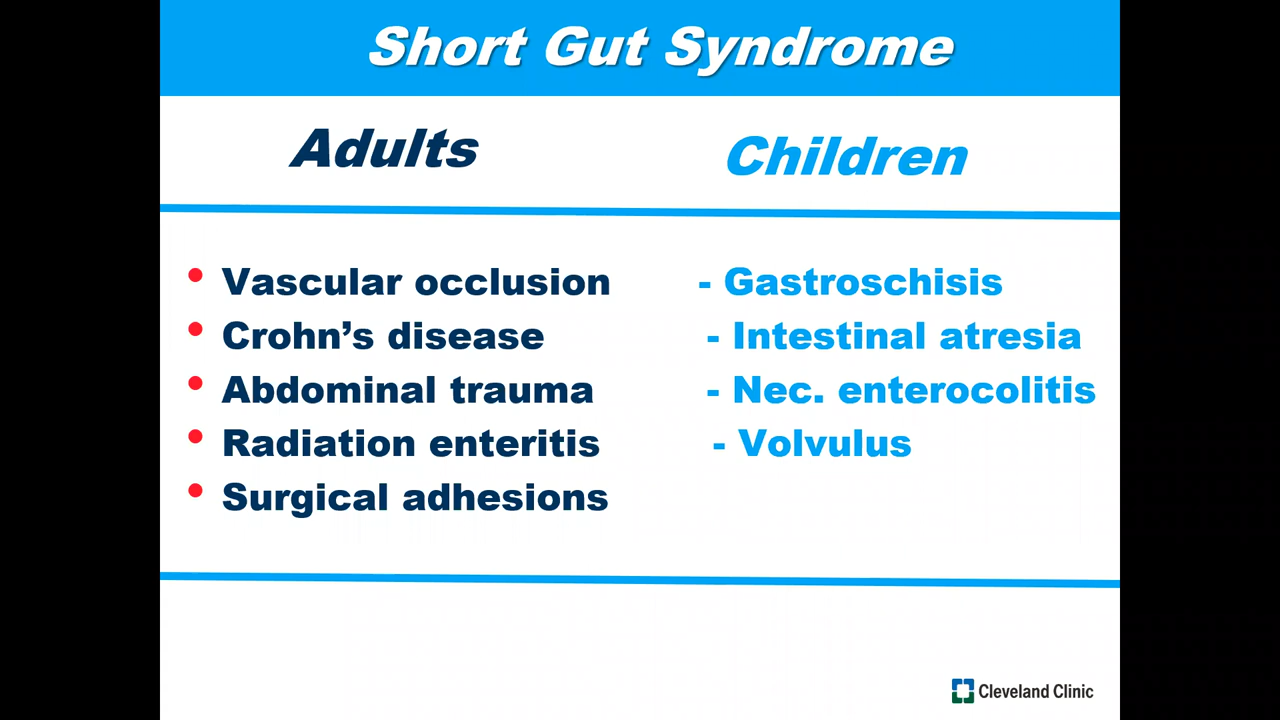 Short Gut Syndrome
Adults
Children
• Vascular occlusion
• Crohn’s disease
• Abdominal trauma
• Radiation enteritis
• Surgical adhesions
- Gastroschisis
- Intestinal atresia
- Nec. enterocolitis
- Volvulus
Cleveland Clinic